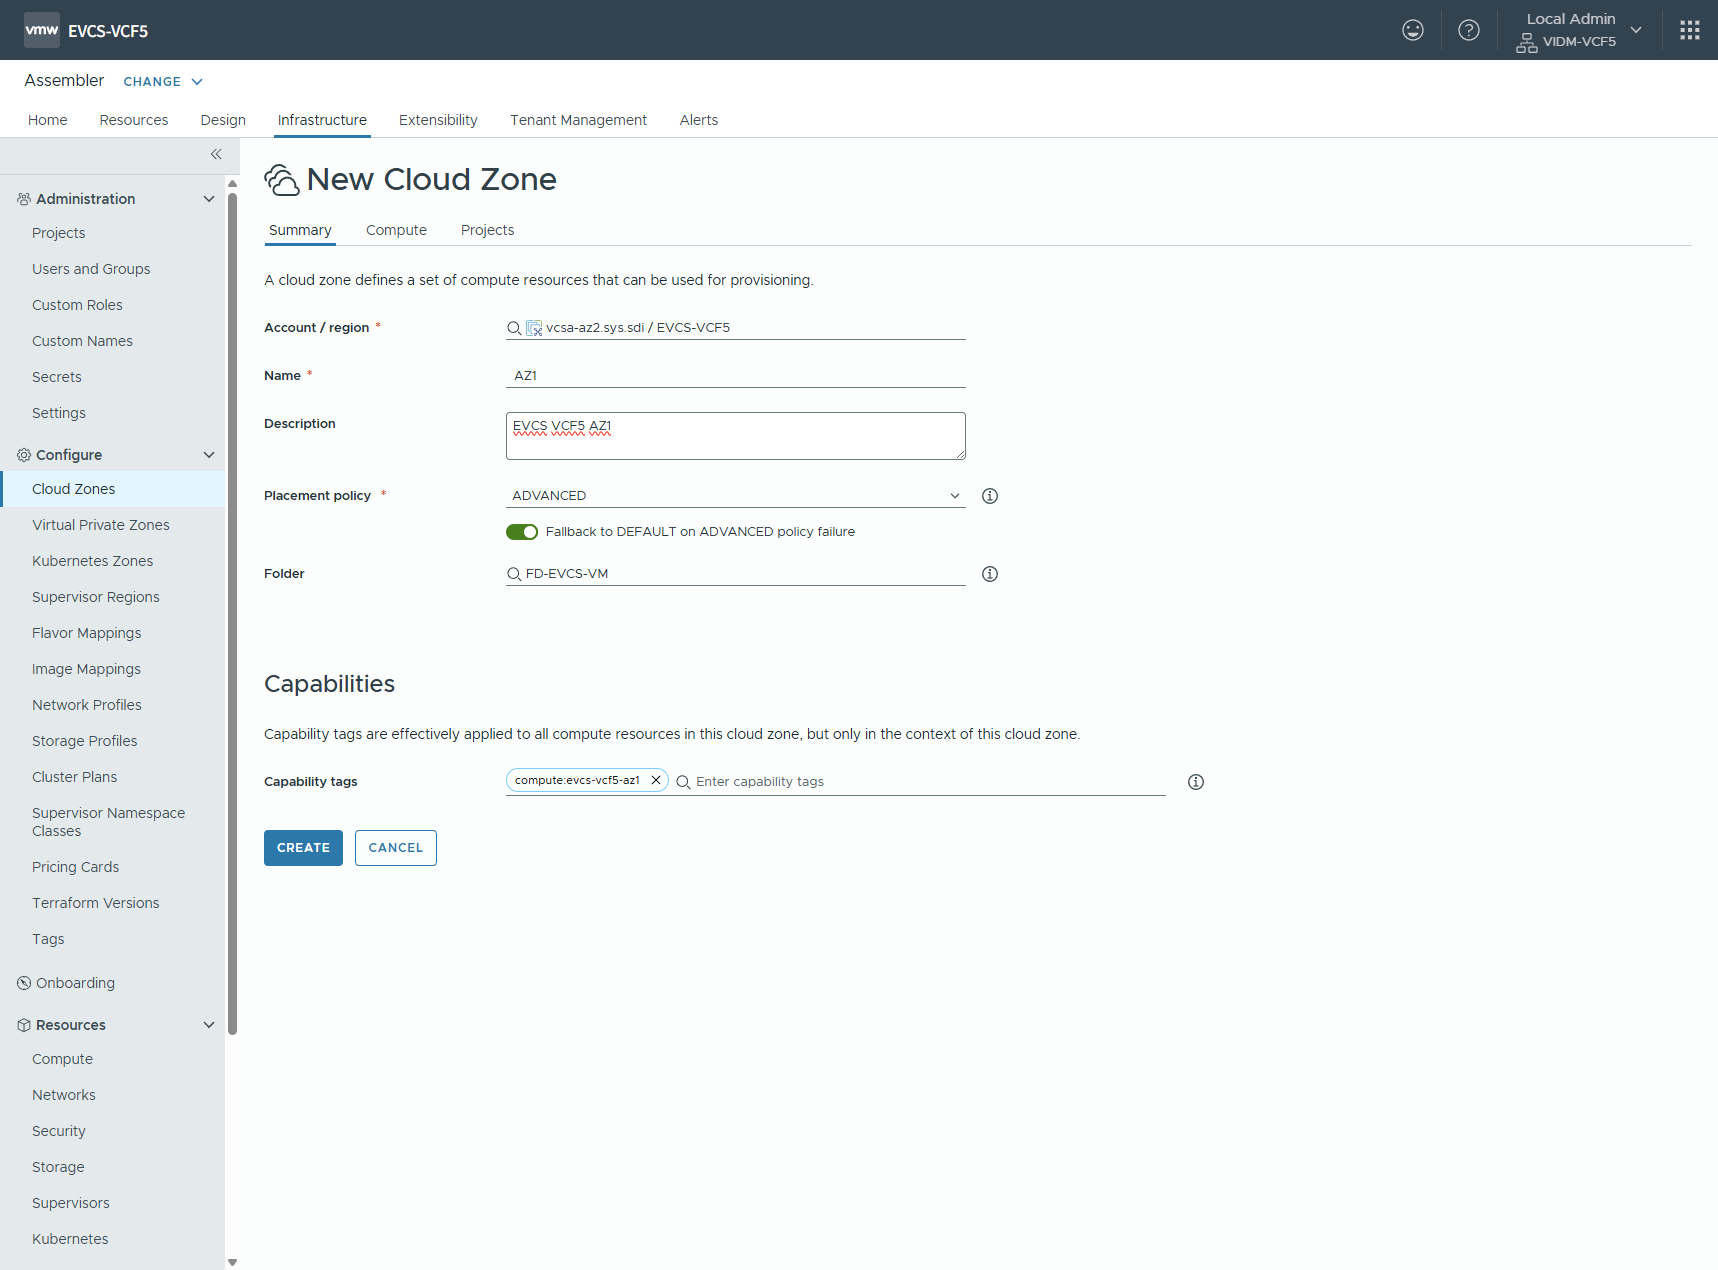 vmw EVCS-VCF5
Local Admin
VIDM-VCF5
Assembler CHANGE
Home Resources Design Infrastructure Extensibility Tenant Management Alerts
Administration
Projects
Users and Groups
Custom Roles
Custom Names
Secrets
Settings
Configure
Cloud Zones
Virtual Private Zones
Kubernetes Zones
Supervisor Regions
Flavor Mappings
Image Mappings
Network Profiles
Storage Profiles
Cluster Plans
Supervisor Namespace
Classes
Pricing Cards
Terraform Versions
Tags
Onboarding
Resources
Compute
Networks
Security
Storage
Supervisors
Kubernetes
New Cloud Zone
Summary Compute Projects
A cloud zone defines a set of compute resources that can be used for provisioning.
Account / region * vcsa-az2.sys.sdi / EVCS-VCF5
Name * AZ1
Description EVCS VCF5 AZ1
Placement policy * ADVANCED
Fallback to DEFAULT on ADVANCED policy failure
Folder FD-EVCS-VM
Capabilities
Capability tags are effectively applied to all compute resources in this cloud zone, but only in the context of this cloud zone.
Capability tags compute:evcs-vcf5-az1 Enter capability tags
CREATE CANCEL